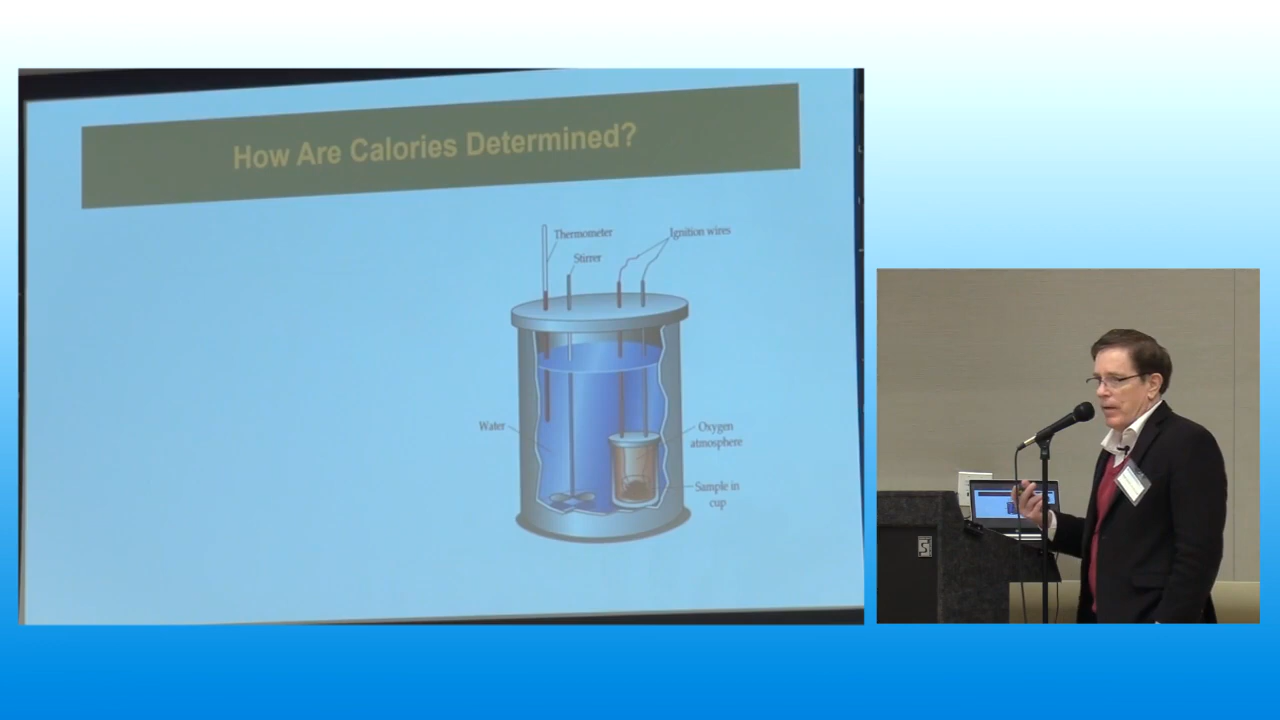 How Are Calories Determined?
Thermometer
Ignition wires
Stirrer
Water
Oxygen
atmosphere
Sample in
cup